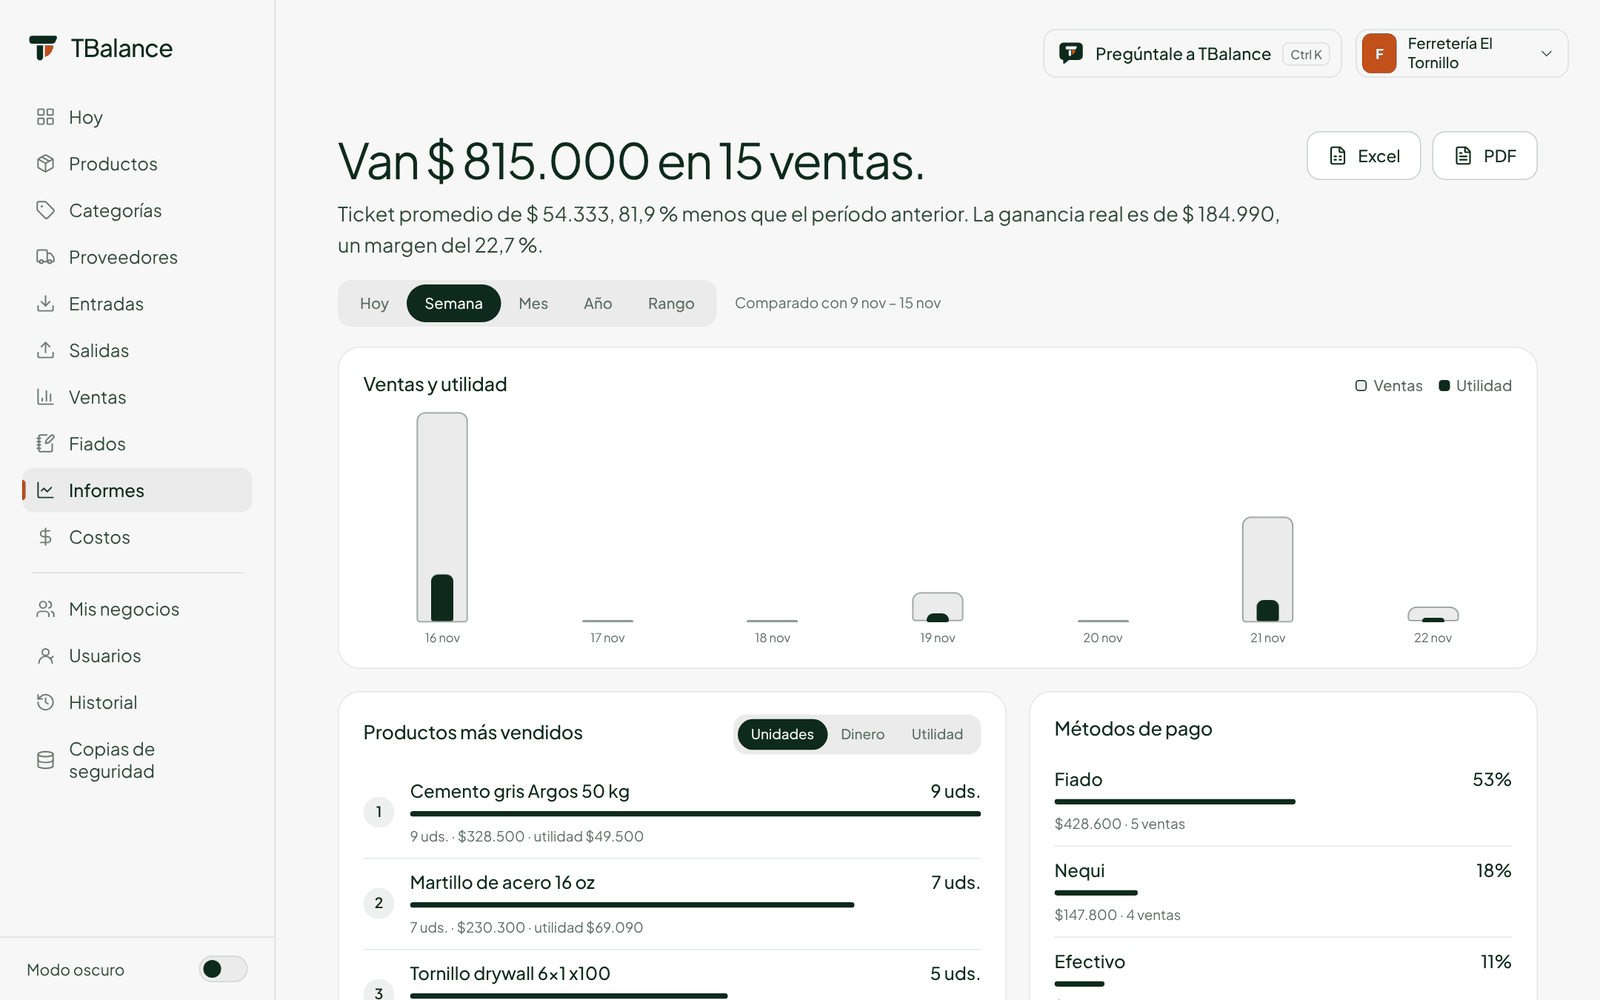 TBalance
Pregúntale a TBalance Ctrl K
F
Ferretería El
Tornillo
Hoy
Productos
Categorías
Proveedores
Entradas
Salidas
Ventas
Fiados
Informes
Costos
Mis negocios
Usuarios
Historial
Copias de
seguridad
Modo oscuro
Van $ 815.000 en 15 ventas.
Excel
PDF
Ticket promedio de $ 54.333, 81,9 % menos que el período anterior. La ganancia real es de $ 184.990,
un margen del 22,7 %.
Hoy Semana Mes Año Rango
Comparado con 9 nov – 15 nov
Ventas y utilidad
Ventas Utilidad
16 nov 17 nov 18 nov 19 nov 20 nov 21 nov 22 nov
Productos más vendidos
Unidades Dinero Utilidad
1
Cemento gris Argos 50 kg 9 uds.
9 uds. · $328.500 · utilidad $49.500
2
Martillo de acero 16 oz 7 uds.
7 uds. · $230.300 · utilidad $69.090
3
Tornillo drywall 6×1 x100 5 uds.
Métodos de pago
Fiado 53%
$428.600 · 5 ventas
Nequi 18%
$147.800 · 4 ventas
Efectivo 11%